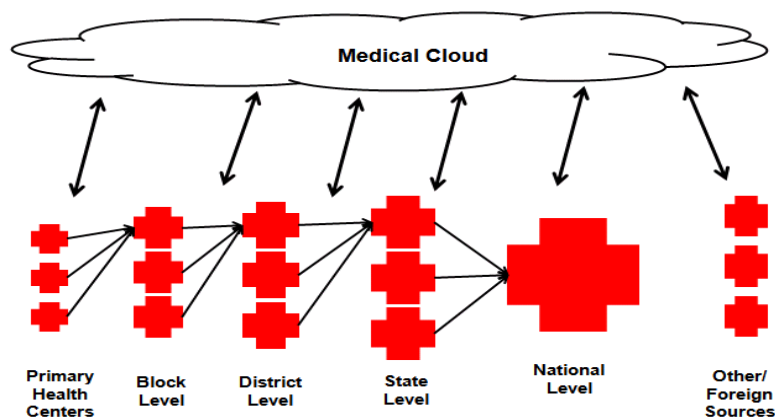 Medical Cloud
Primary
Health
Centers
Block
Level
District
Level
State
Level
National
Level
Other/
Foreign
Sources